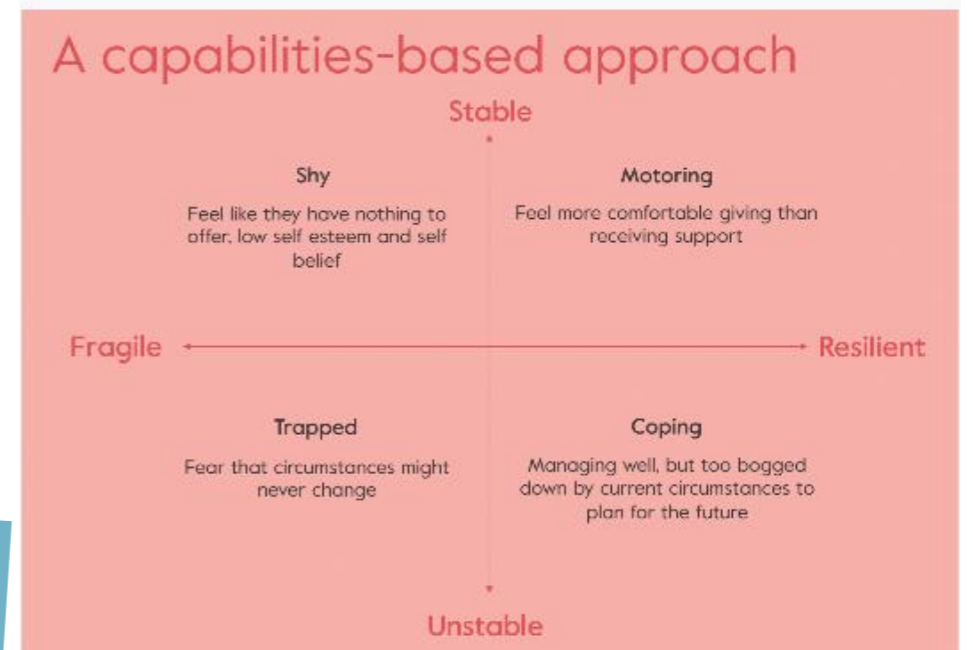 A capabilities-based approach
Stable
Shy
Feel like they have nothing to
offer, low self esteem and self
belief
Motoring
Feel more comfortable giving than
receiving support
Fragile
Resilient
Trapped
Fear that circumstances might
never change
Coping
Managing well, but too bogged
down by current circumstances to
plan for the future
Unstable